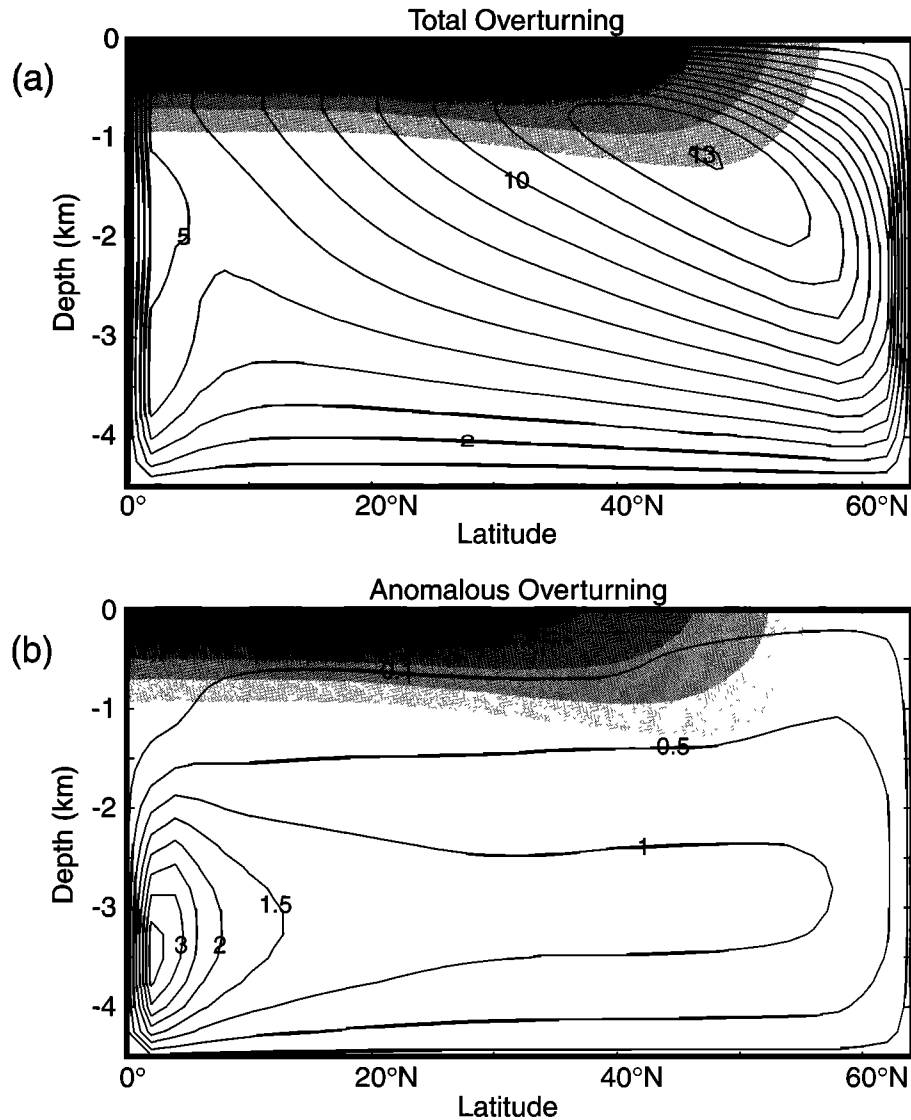 Total Overturning
(a)
0
-1
-2
-3
-4
Depth (km)
13
10
5
2
0° 20°N 40°N 60°N
Latitude
Anomalous Overturning
(b)
0
-1
-2
-3
-4
Depth (km)
0.1
0.5
1
1.5
3 2
0° 20°N 40°N 60°N
Latitude